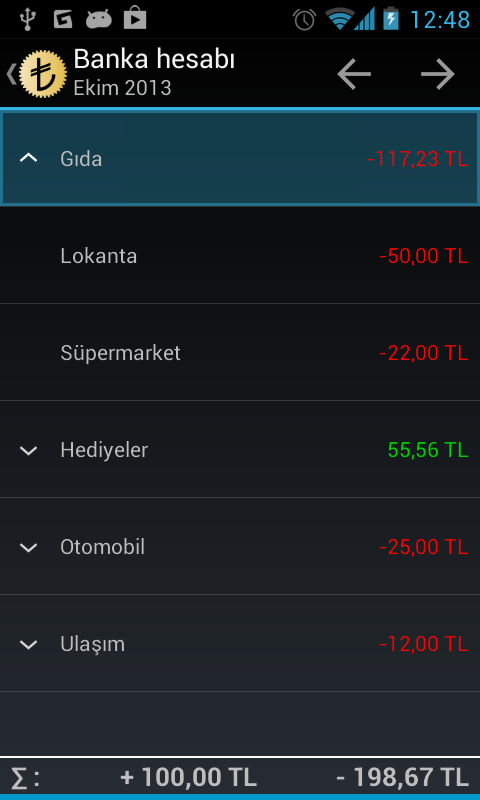 12:48
Banka hesabı
Ekim 2013
Gıda -117,23 TL
Lokanta -50,00 TL
Süpermarket -22,00 TL
Hediyeler 55,56 TL
Otomobil -25,00 TL
Ulaşım -12,00 TL
∑ : + 100,00 TL - 198,67 TL